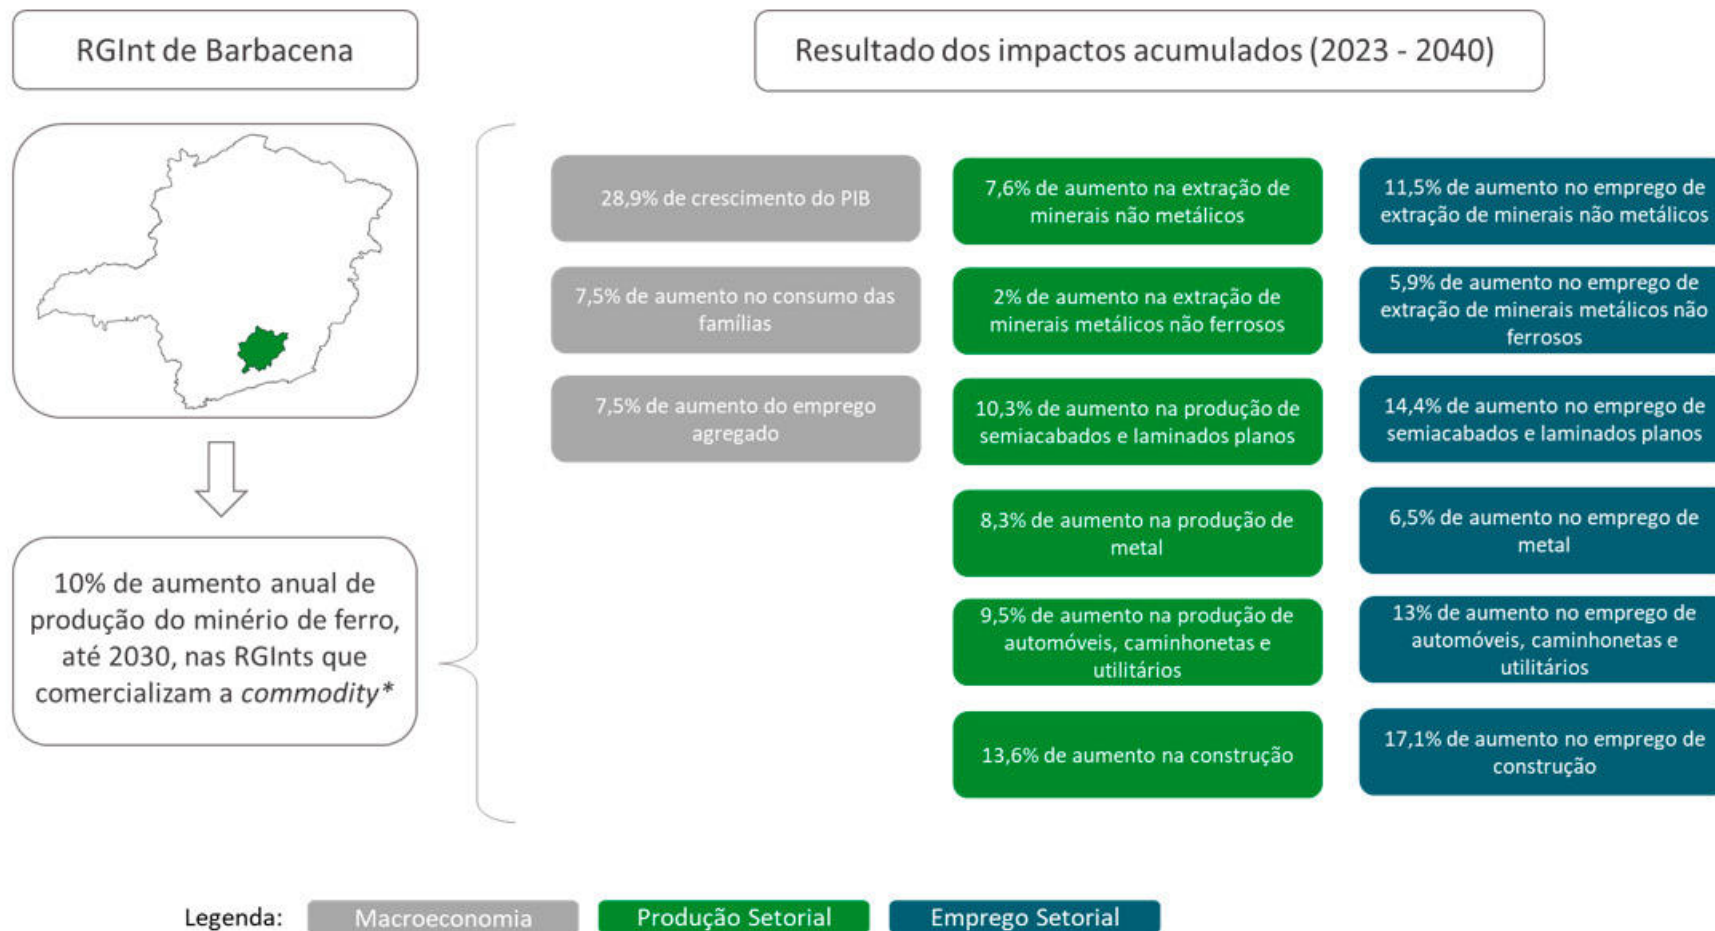 RGInt de Barbacena
Resultado dos impactos acumulados (2023 - 2040)
10% de aumento anual de
produção do minério de ferro,
até 2030, nas RGInts que
comercializam a commodity*
28,9% de crescimento do PIB
7,5% de aumento no consumo das
famílias
7,5% de aumento do emprego
agregado
7,6% de aumento na extração de
minerais não metálicos
2% de aumento na extração de
minerais metálicos não ferrosos
10,3% de aumento na produção de
semiacabados e laminados planos
8,3% de aumento na produção de
metal
9,5% de aumento na produção de
automóveis, caminhonetas e
utilitários
13,6% de aumento na construção
11,5% de aumento no emprego de
extração de minerais não metálicos
5,9% de aumento no emprego de
extração de minerais metálicos não
ferrosos
14,4% de aumento no emprego de
semiacabados e laminados planos
6,5% de aumento no emprego de
metal
13% de aumento no emprego de
automóveis, caminhonetas e
utilitários
17,1% de aumento no emprego de
construção
Legenda:
Macroeconomia
Produção Setorial
Emprego Setorial